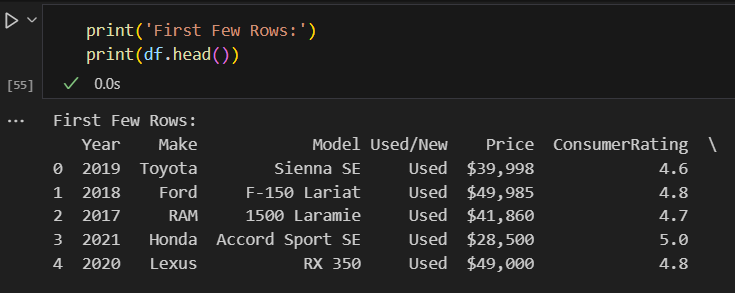 print('First Few Rows:')
print(df.head())
[55] 0.0s
First Few Rows:
Year Make Model Used/New Price ConsumerRating \
0 2019 Toyota Sienna SE Used $39,998 4.6
1 2018 Ford F-150 Lariat Used $49,985 4.8
2 2017 RAM 1500 Laramie Used $41,860 4.7
3 2021 Honda Accord Sport SE Used $28,500 5.0
4 2020 Lexus RX 350 Used $49,000 4.8